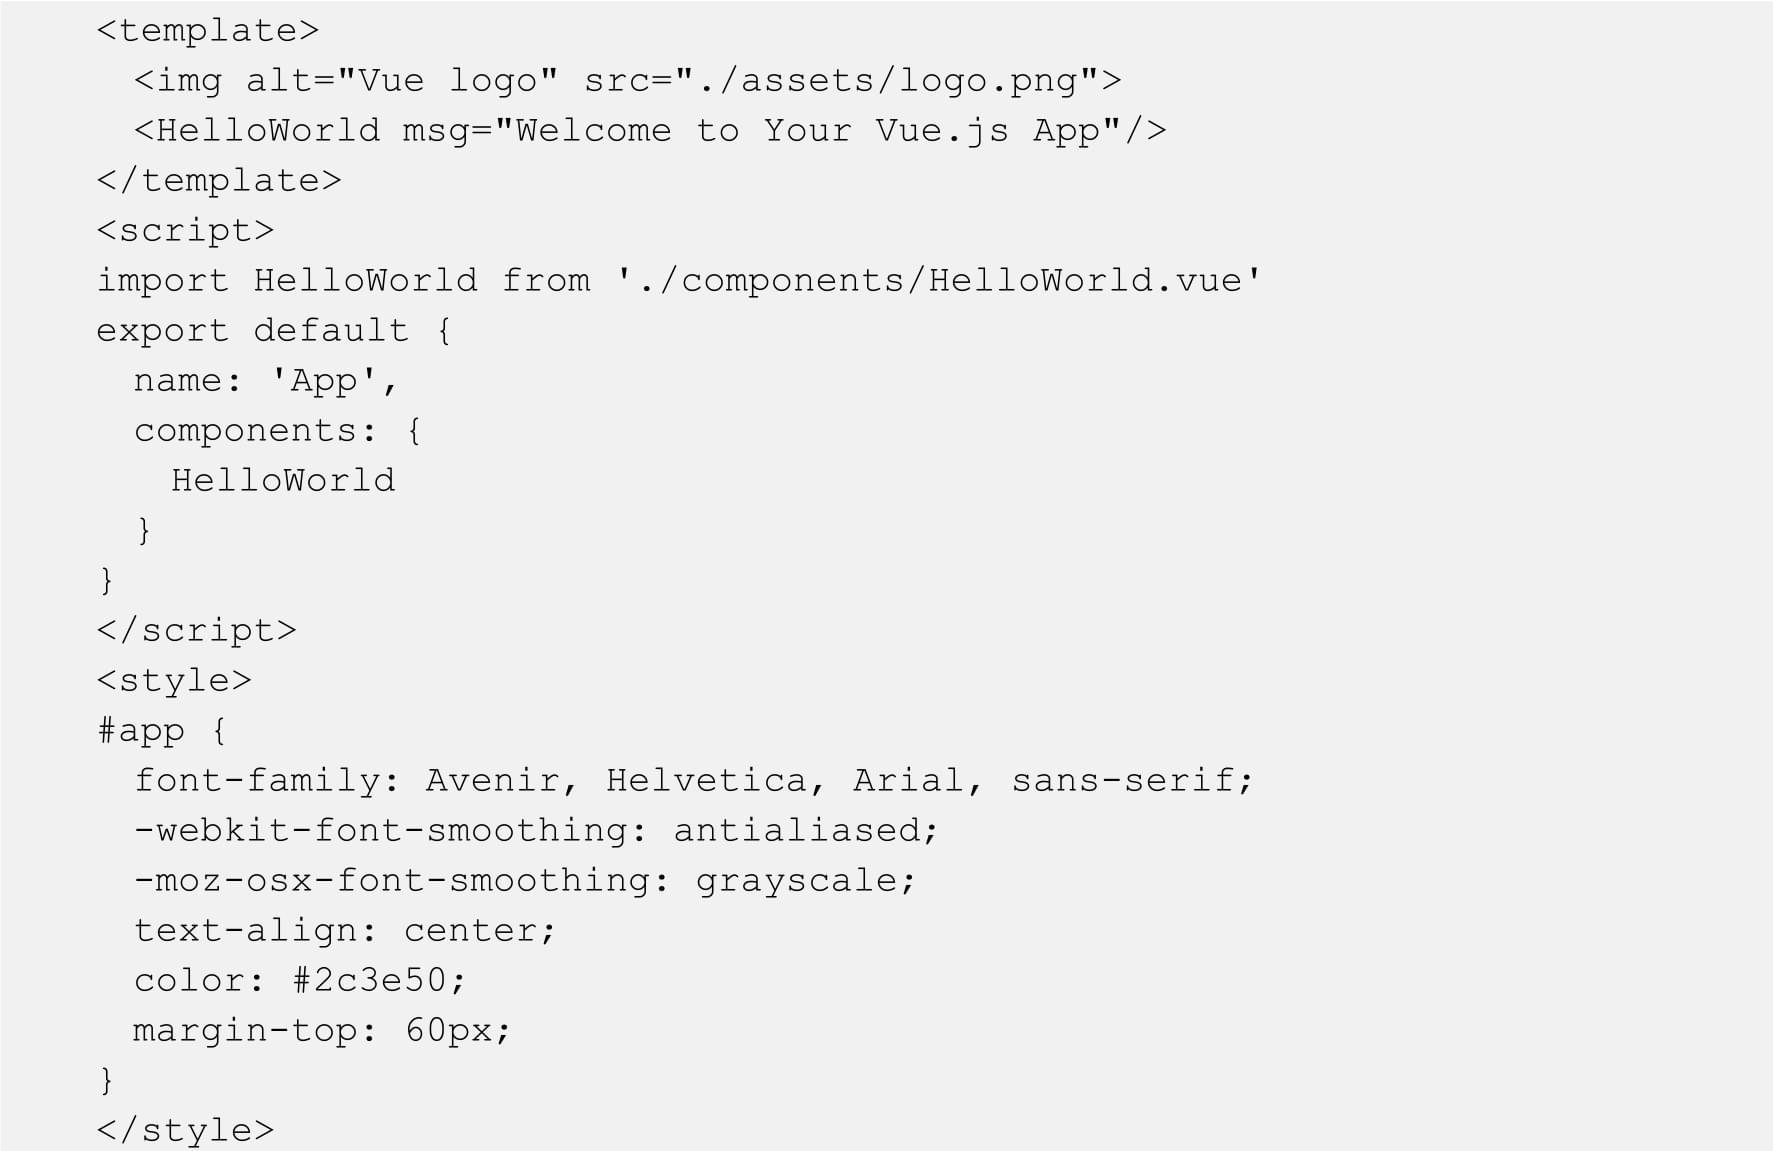 <template>
  <img alt="Vue logo" src="./assets/logo.png">
  <HelloWorld msg="Welcome to Your Vue.js App"/>
</template>
<script>
import HelloWorld from './components/HelloWorld.vue'
export default {
  name: 'App',
  components: {
    HelloWorld
  }
}
</script>
<style>
#app {
  font-family: Avenir, Helvetica, Arial, sans-serif;
  -webkit-font-smoothing: antialiased;
  -moz-osx-font-smoothing: grayscale;
  text-align: center;
  color: #2c3e50;
  margin-top: 60px;
}
</style>